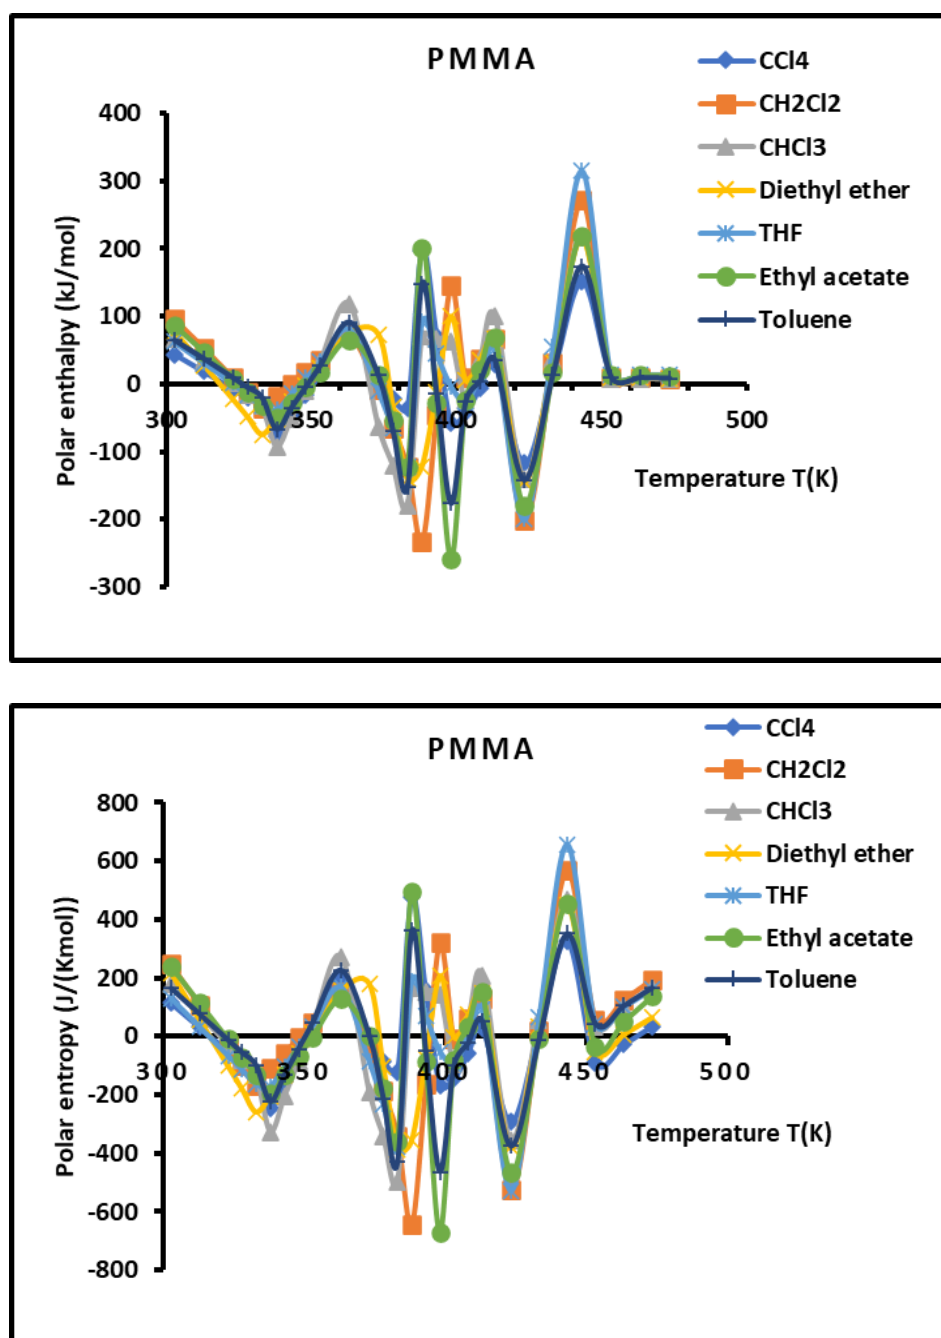 PMMA
CCl4
CH2Cl2
CHCl3
Diethyl ether
THF
Ethyl acetate
Toluene
400
300
200
100
0
-100
-200
-300
300
350
400
450
500
Polar enthalpy (kJ/mol)
Temperature T(K)
PMMA
CCl4
CH2Cl2
CHCl3
Diethyl ether
THF
Ethyl acetate
Toluene
800
600
400
200
0
-200
-400
-600
-800
300
350
400
450
500
Polar entropy (J/(Kmol))
Temperature T(K)